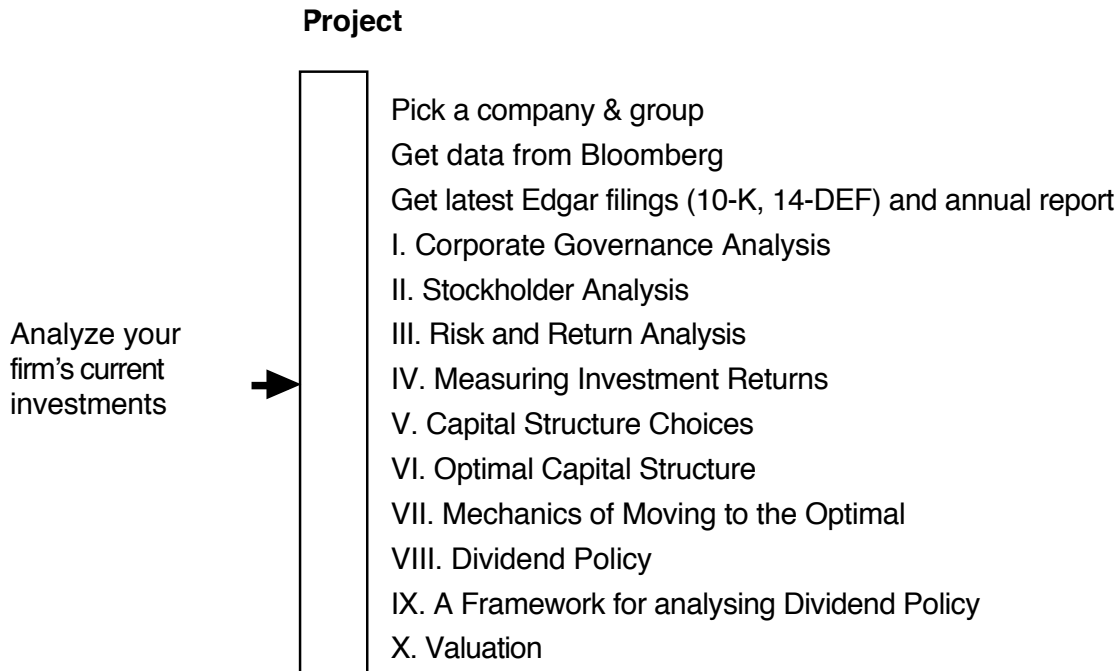 Project
Pick a company & group
Get data from Bloomberg
Get latest Edgar filings (10-K, 14-DEF) and annual report
I. Corporate Governance Analysis
II. Stockholder Analysis
III. Risk and Return Analysis
IV. Measuring Investment Returns
V. Capital Structure Choices
VI. Optimal Capital Structure
VII. Mechanics of Moving to the Optimal
VIII. Dividend Policy
IX. A Framework for analysing Dividend Policy
X. Valuation
Analyze your
firm's current
investments